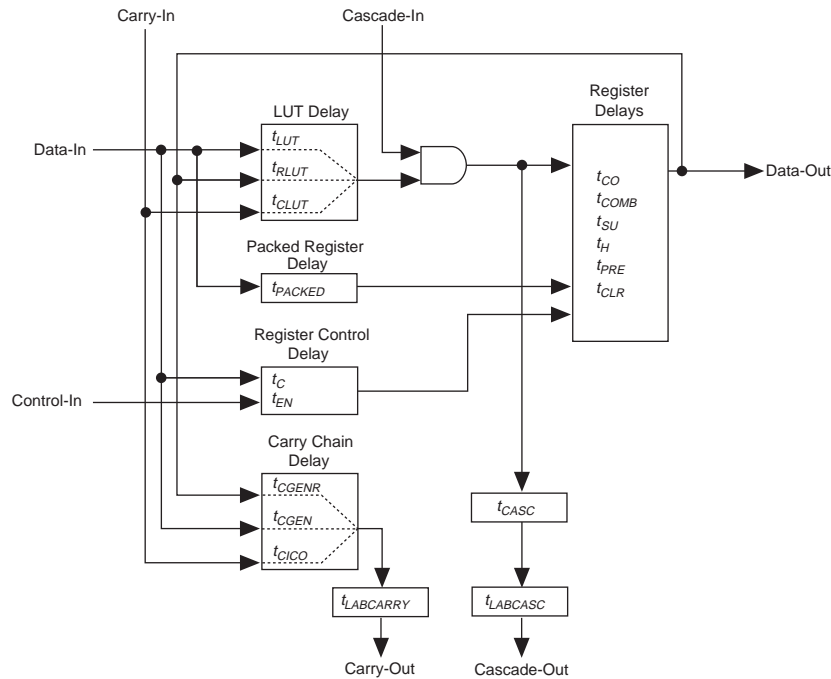 Carry-In
Cascade-In
LUT Delay
Register
Delays
Data-In
tLUT
tRLUT
tCLUT
Data-Out
tCO
tCOMB
tSU
tH
tPRE
tCLR
Packed Register
Delay
tPACKED
Register Control
Delay
tC
tEN
Control-In
Carry Chain
Delay
tCGENR
tCGEN
tCICO
tCASC
tLABCARRY
tLABCASC
Carry-Out
Cascade-Out